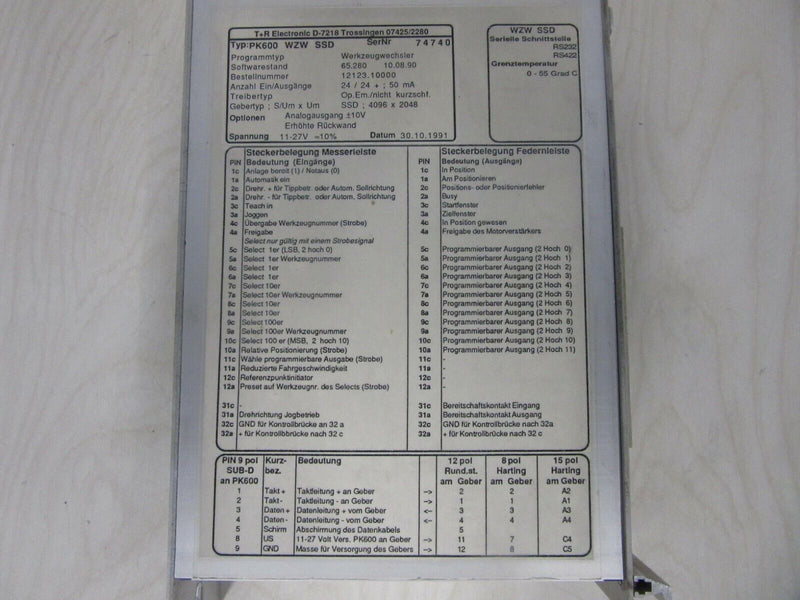 T+R Electronic D-7218 Trossingen 07425/2280
Typ:PK600 WZW SSD SerNr 74740
Programmtyp Werkzeugwechsler
Softwarestand 65.280 10.08.90
Bestellnummer 12123.10000
Anzahl Ein/Ausgänge 24 / 24 + ; 50 mA
Treibertyp Op.Em./nicht kurzschf.
Gebertyp ; S/Um x Um SSD ; 4096 x 2048
Optionen Analogausgang ±10V
Erhöhte Rückwand
Spannung 11-27V =10% Datum 30.10.1991
WZW SSD
Serielle Schnittstelle
RS232
RS422
Grenztemperatur
0 - 55 Grad C
Steckerbelegung Messerleiste
PIN Bedeutung (Eingänge)
1c Anlage bereit (1) / Notaus (0)
1a Automatik ein
2c Drehr. + für Tippbetr. oder Autom. Sollrichtung
2a Drehr. - für Tippbetr. oder Autom. Sollrichtung
3c Teach in
3a Joggen
4c Übergabe Werkzeugnummer (Strobe)
4a Freigabe
Select nur gültig mit einem Strobesignal
5c Select 1er (LSB, 2 hoch 0)
5a Select 1er Werkzeugnummer
6c Select 1er
6a Select 1er
7c Select 10er
7a Select 10er Werkzeugnummer
8c Select 10er
8a Select 10er
9c Select 100er
9a Select 100er Werkzeugnummer
10c Select 100 er (MSB, 2 hoch 10)
10a Relative Positionierung (Strobe)
11c Wähle programmierbare Ausgabe (Strobe)
11a Reduzierte Fahrgeschwindigkeit
12c Referenzpunktinitiator
12a Preset auf Werkzeugnr. des Selects (Strobe)
31c -
31a Drehrichtung Jogbetrieb
32c GND für Kontrollbrücke an 32 a
32a + für Kontrollbbrücke nach 32 c
Steckerbelegung Federnleiste
PIN Bedeutung (Ausgänge)
1c In Position
1a Am Positionieren
2c Positions- oder Positionierfehler
2a Busy
3c Startfenster
3a Zielfenster
4c In Position gewesen
4a Freigabe des Motorverstärkers
5c Programmierbarer Ausgang (2 Hoch 0)
5a Programmierbarer Ausgang (2 Hoch 1)
6c Programmierbarer Ausgang (2 Hoch 2)
6a Programmierbarer Ausgang (2 Hoch 3)
7c Programmierbarer Ausgang (2 Hoch 4)
7a Programmierbarer Ausgang (2 Hoch 5)
8c Programmierbarer Ausgang (2 Hoch 6)
8a Programmierbarer Ausgang (2 Hoch 7)
9c Programmierbarer Ausgang (2 Hoch 8)
9a Programmierbarer Ausgang (2 Hoch 9)
10c Programmierbarer Ausgang (2 Hoch 10)
10a Programmierbarer Ausgang (2 Hoch 11)
11c -
11a -
12c -
12a -
31c Bereitschaftskontakt Eingang
31a Bereitschaftskontakt Ausgang
32c GND für Kontrollbrücke nach 32a
32a + für Kontrollbrücke nach 32 c
PIN 9 pol Kurz- Bedeutung 12 pol 8 pol 15 pol
SUB-D bez. Rund.st. Harting Harting
an PK600 am Geber am Geber am Geber
1 Takt+ Taktleitung + an Geber --> 2 2 A2
2 Takt- Taktleitung - an Geber --> 1 1 A1
3 Daten+ Datenleitung + vom Geber <-- 3 3 A3
4 Daten- Datenleitung - vom Geber <-- 4 4 A4
5 Schirm Abschirmung des Datenkabels 5
8 US 11-27 Volt Vers. PK600 an Geber --> 11 7 C4
9 GND Masse für Versorgung des Gebers --> 12 8 C5